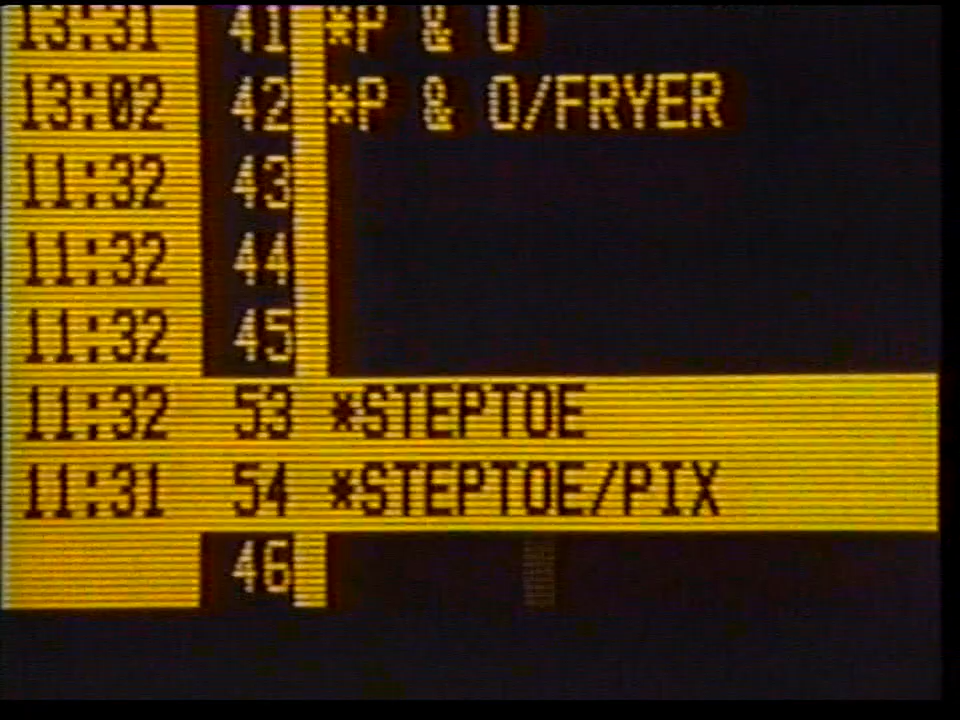 13:31 41 *P & O
13:02 42 *P & O/FRYER
11:32 43
11:32 44
11:32 45
11:32 53 *STEPTOE
11:31 54 *STEPTOE/PIX
46